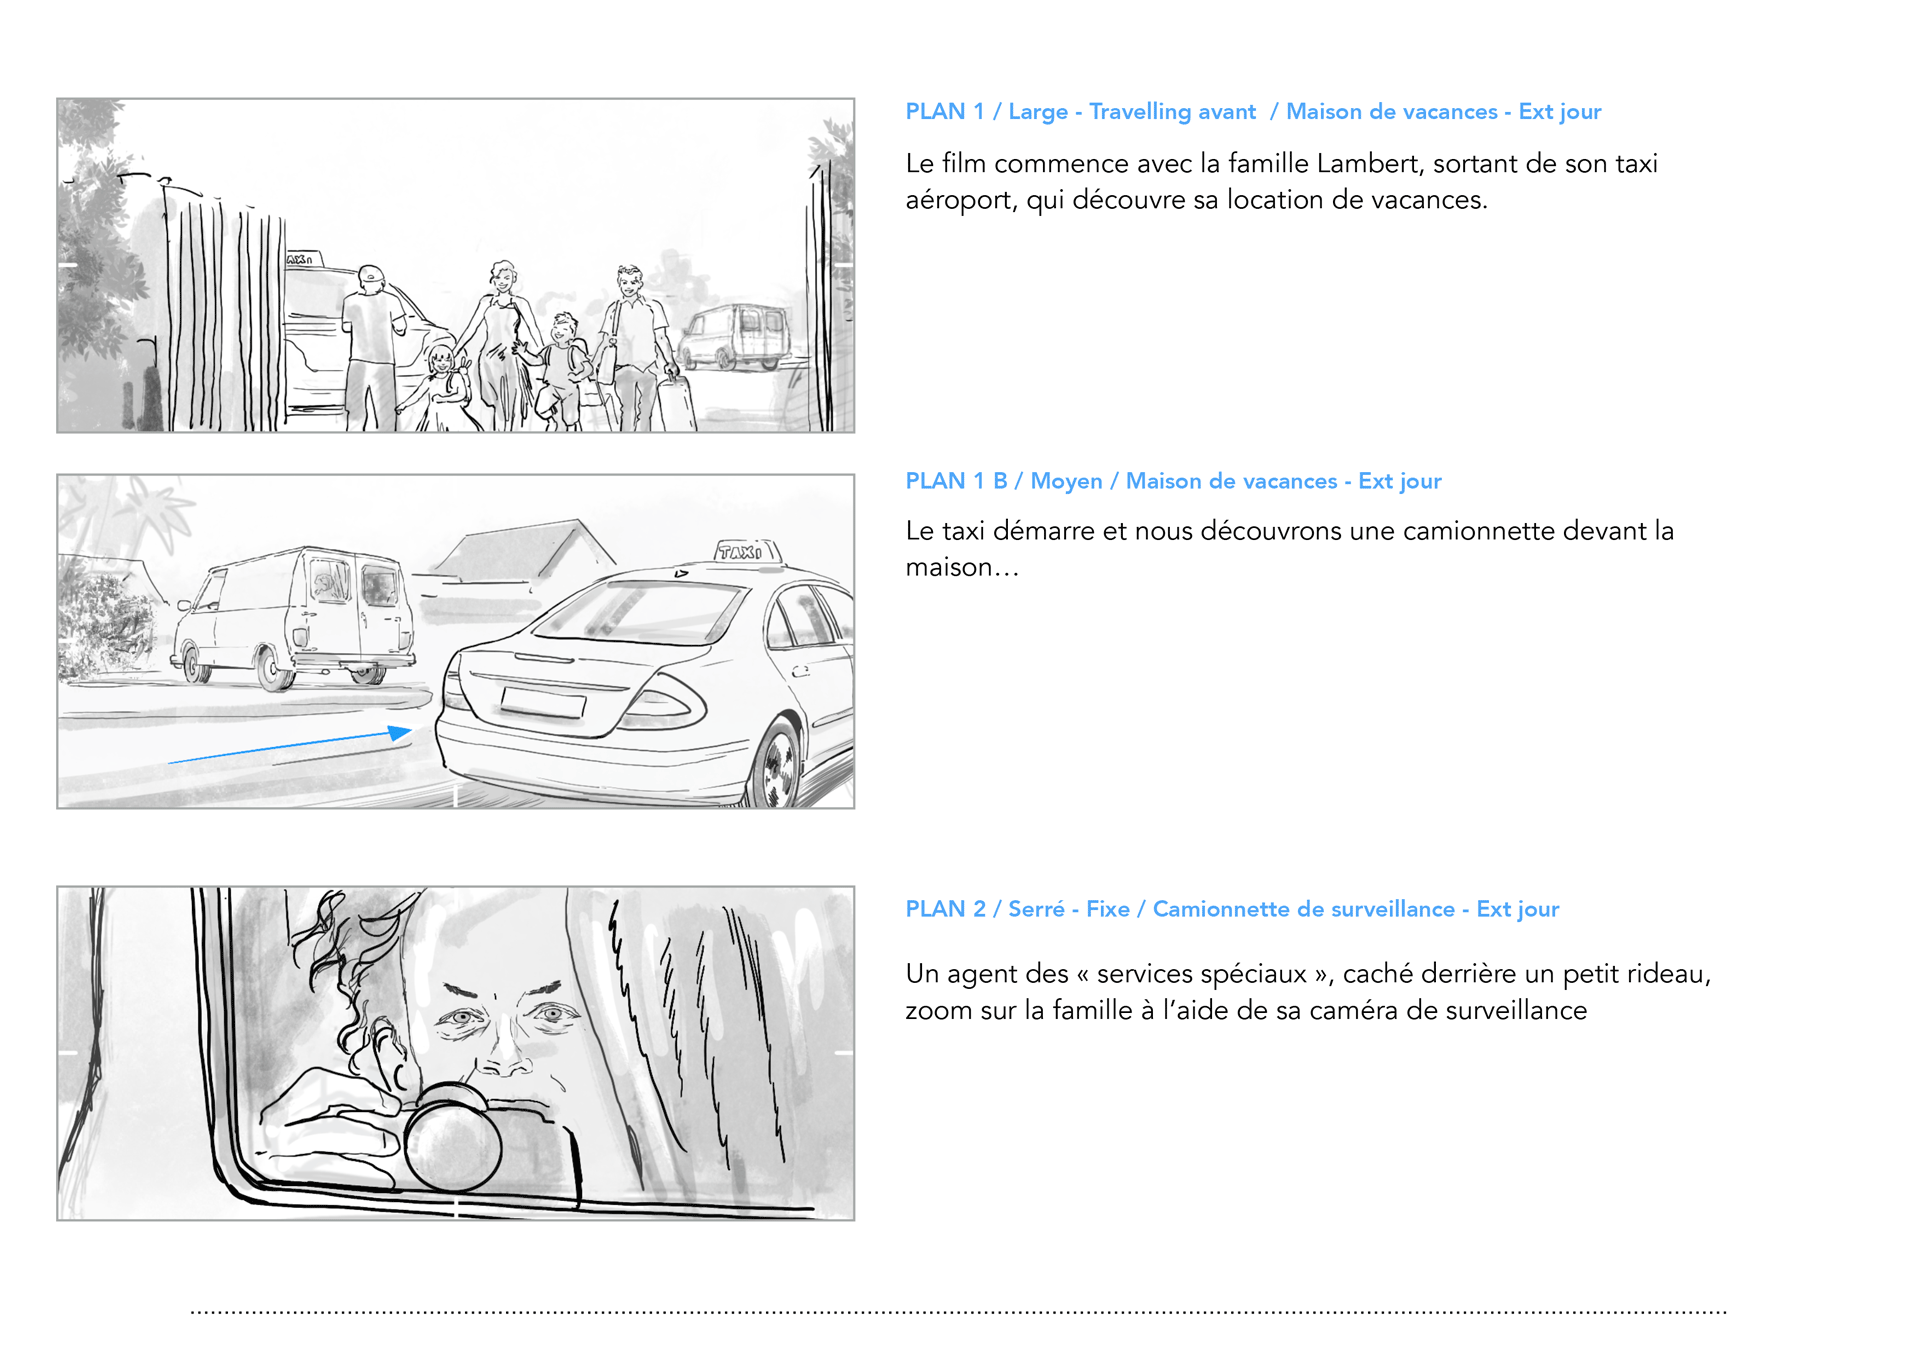 PLAN 1 / Large - Travelling avant  / Maison de vacances - Ext jour
Le film commence avec la famille Lambert, sortant de son taxi
aéroport, qui découvre sa location de vacances.
AXI
PLAN 1 B / Moyen / Maison de vacances - Ext jour
Le taxi démarre et nous découvrons une camionnette devant la
maison…
TAXI
PLAN 2 / Serré - Fixe / Camionnette de surveillance - Ext jour
Un agent des « services spéciaux », caché derrière un petit rideau,
zoom sur la famille à l’aide de sa caméra de surveillance